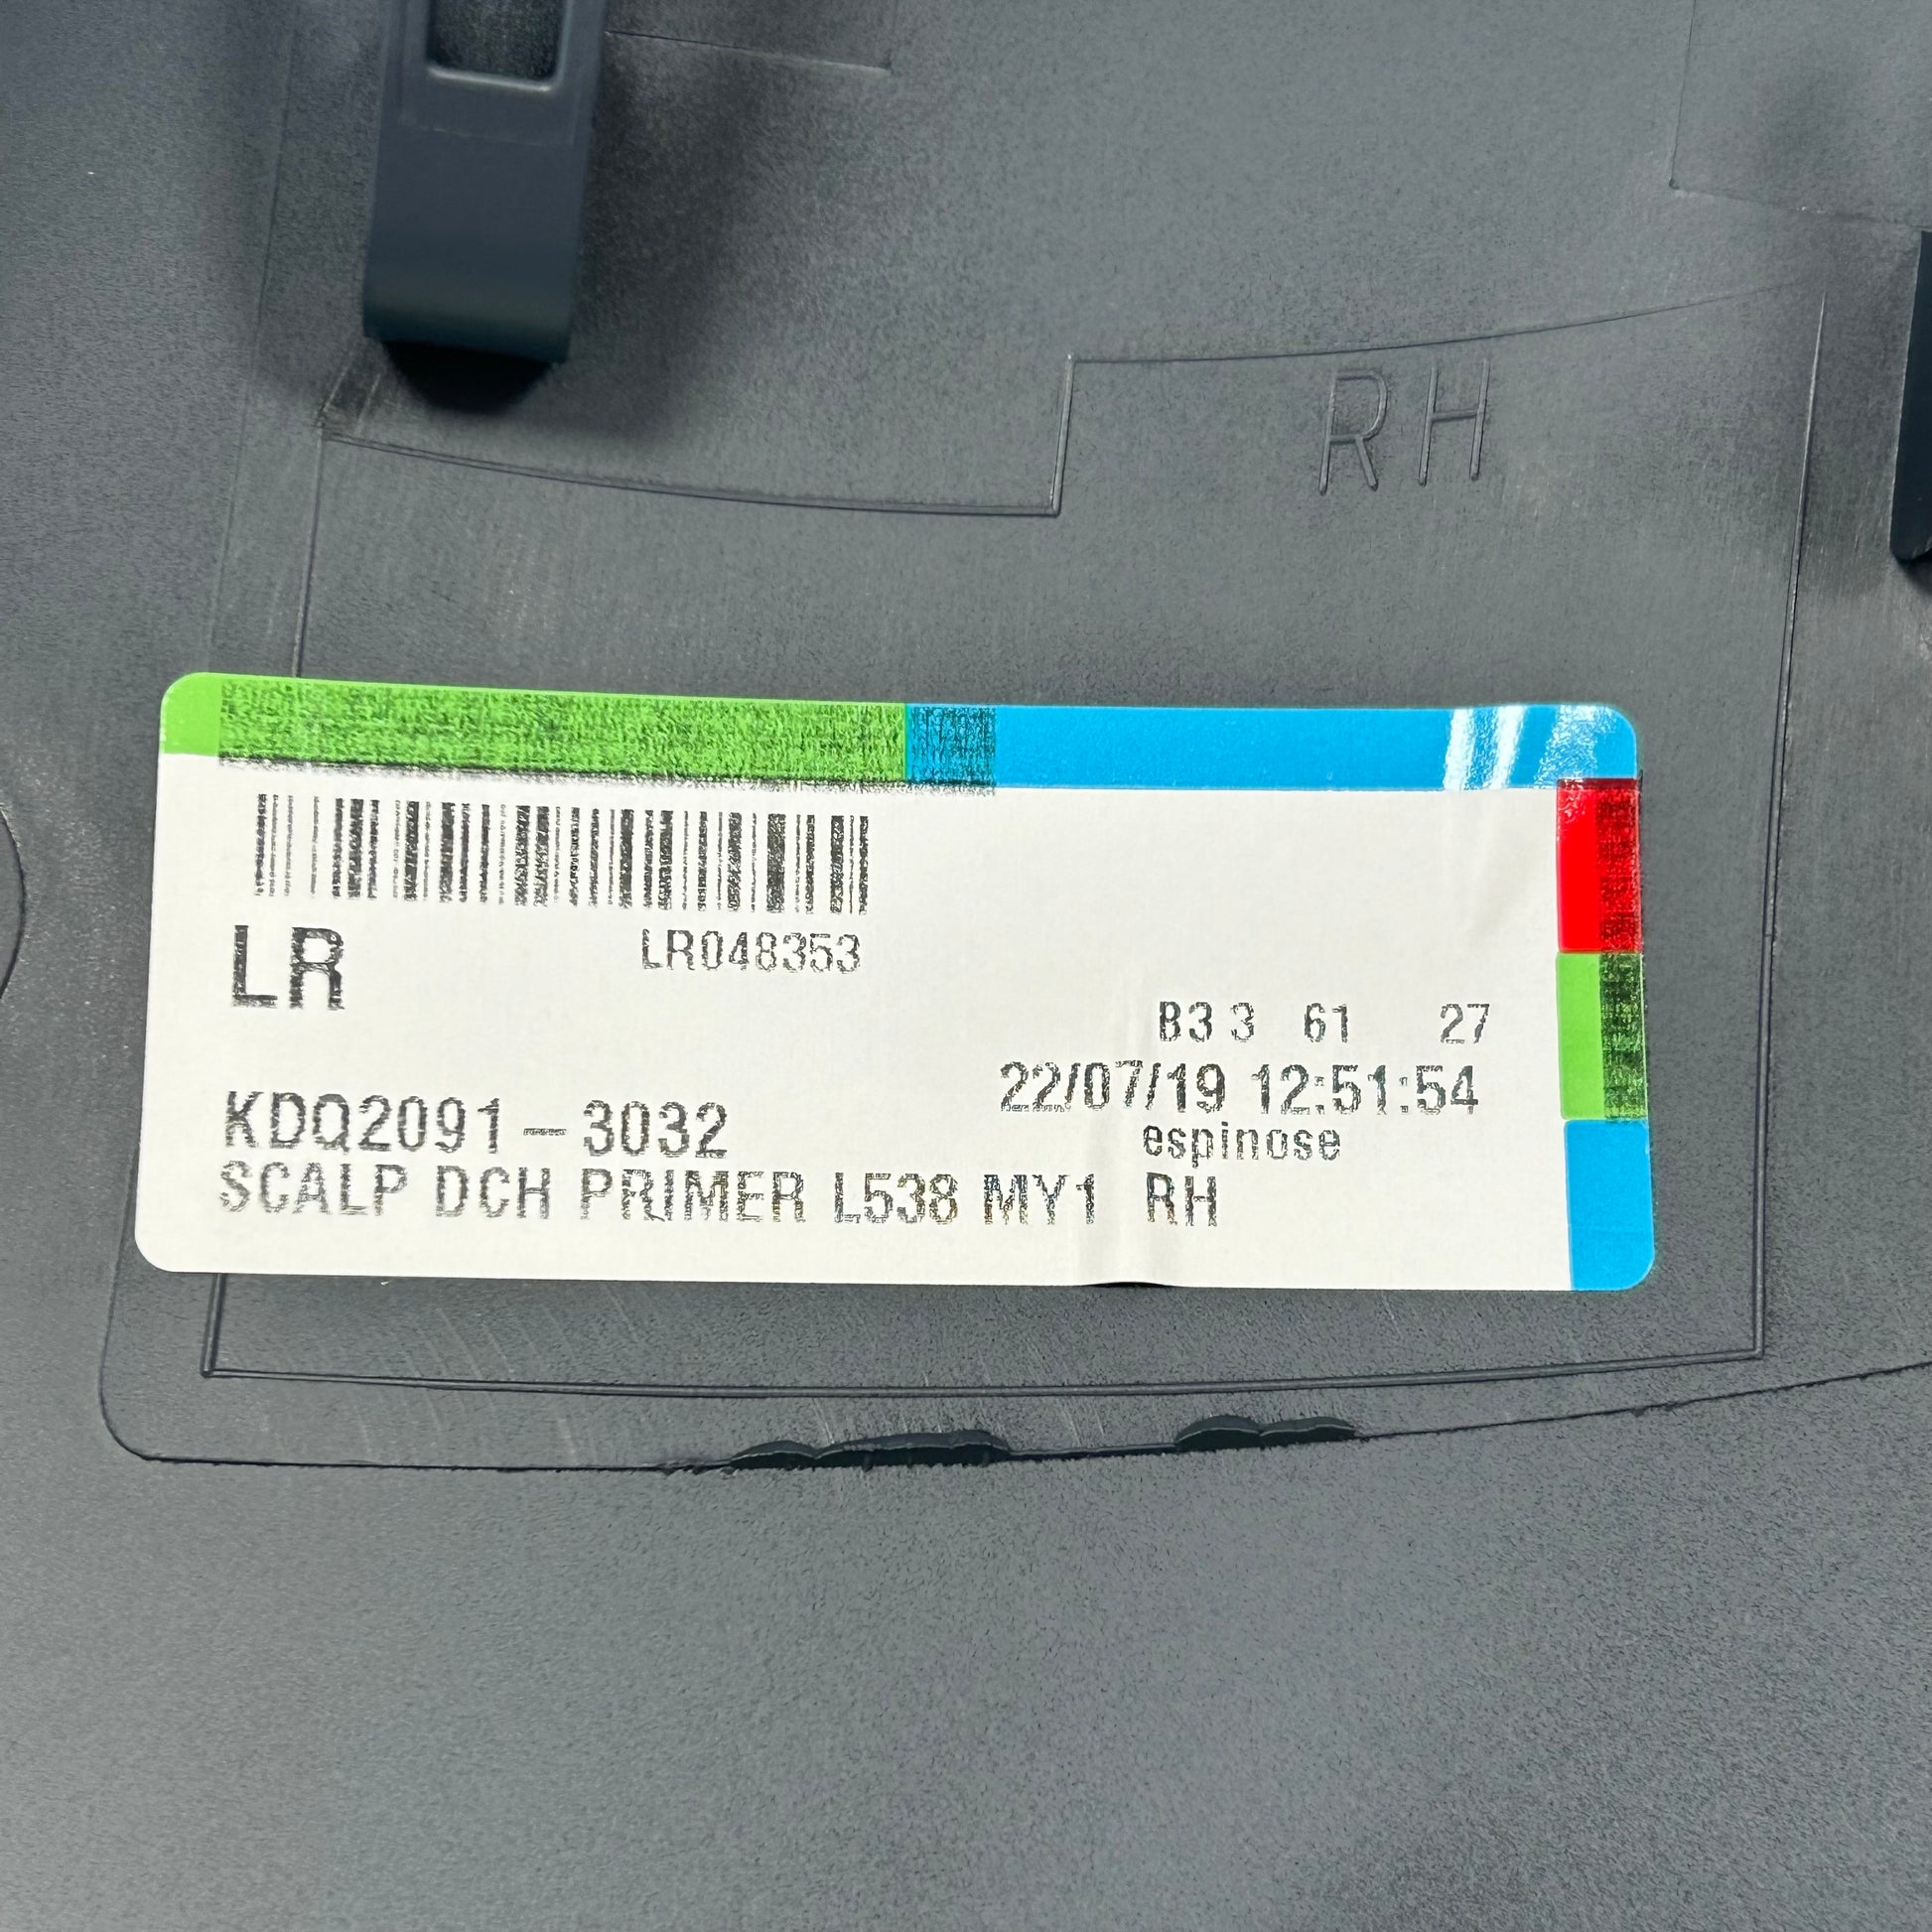 RH
LR LR048353
B3 3 61 27
22/07/19 12:51:54
KDQ2091-3032
espinose
SCALP DCH PRIMER L538 MY1 RH